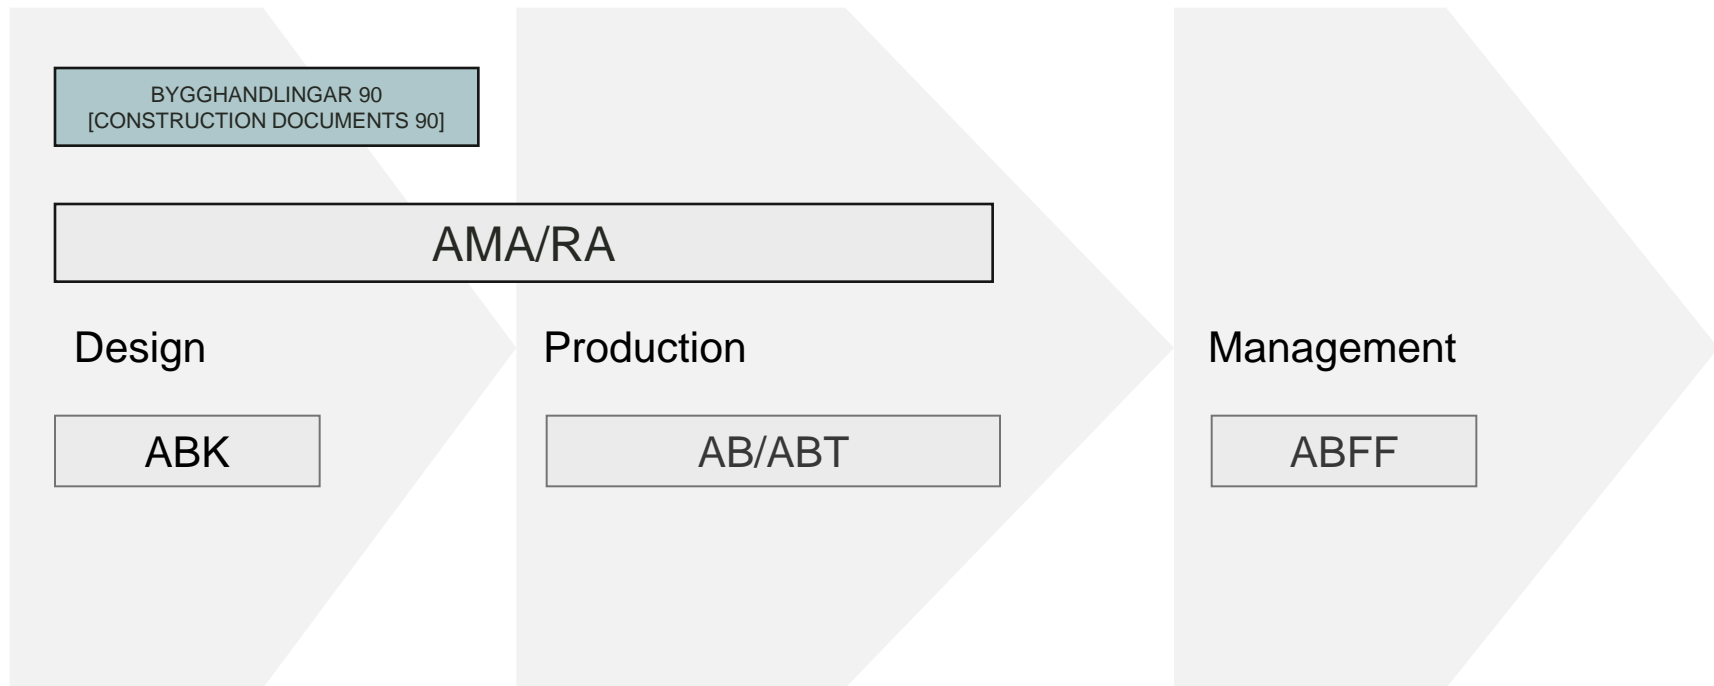 BYGGHANDLINGAR 90
[CONSTRUCTION DOCUMENTS 90]
AMA/RA
Design
Production
Management
ABK
AB/ABT
ABFF